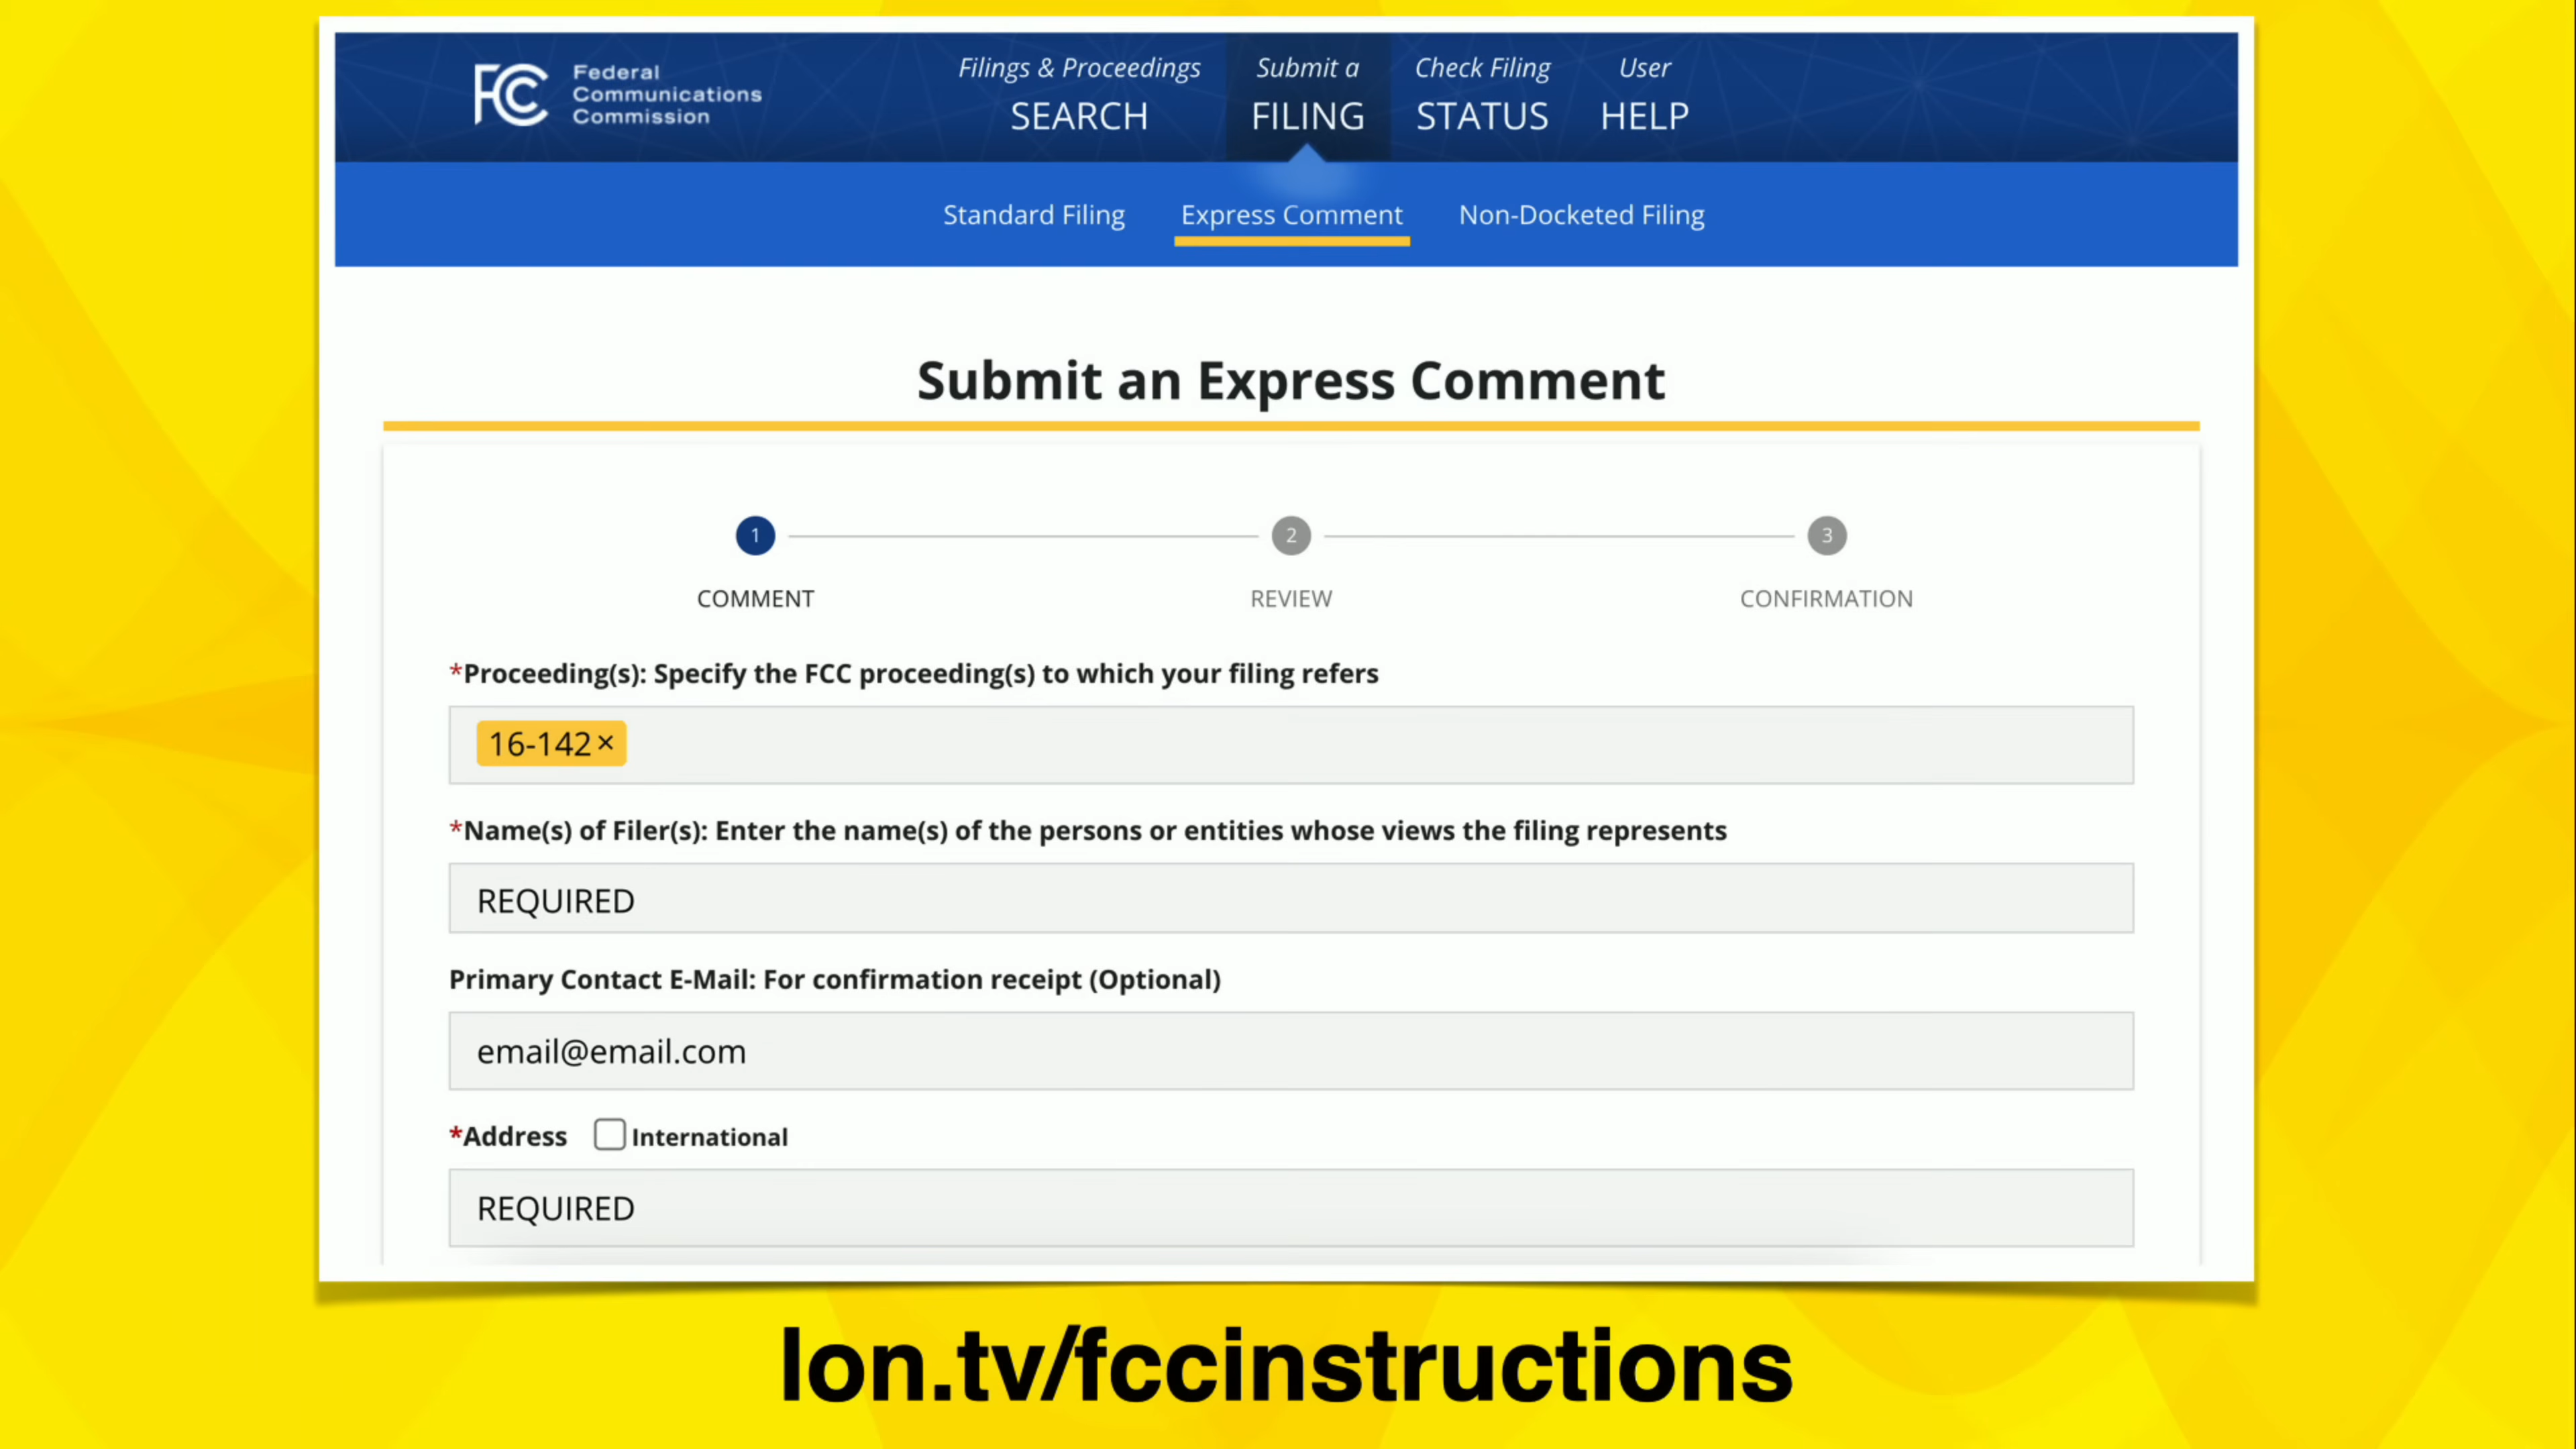 Federal
Communications
Commission
Filings & Proceedings
SEARCH
Submit a
FILING
Check Filing
STATUS
User
HELP
Standard Filing
Express Comment
Non-Docketed Filing
Submit an Express Comment
1
2
3
COMMENT
REVIEW
CONFIRMATION
*Proceeding(s): Specify the FCC proceeding(s) to which your filing refers
16-142×
*Name(s) of Filer(s): Enter the name(s) of the persons or entities whose views the filing represents
REQUIRED
Primary Contact E-Mail: For confirmation receipt (Optional)
email@email.com
*Address International
REQUIRED
lon.tv/fccinstructions